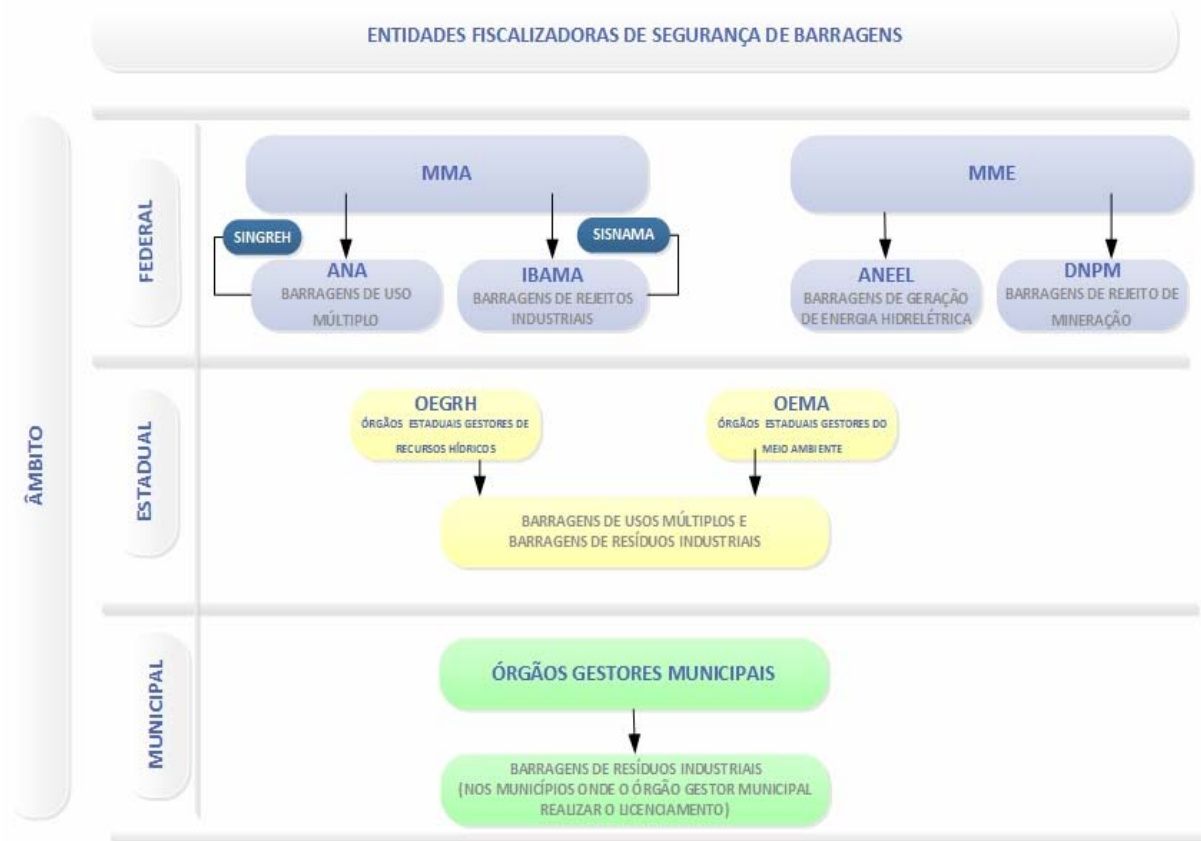 ENTIDADES FISCALIZADORAS DE SEGURANÇA DE BARRAGENS
ÂMBITO
FEDERAL
MMA
MME
SINGREH
SISNAMA
ANA
BARRAGENS DE USO
MÚLTIPLO
IBAMA
BARRAGENS DE REJEITOS
INDUSTRIAIS
ANEEL
BARRAGENS DE GERAÇÃO
DE ENERGIA HIDRELÉTRICA
DNPM
BARRAGENS DE REJEITO DE
MINERAÇÃO
ESTADUAL
OEGRH
ÓRGÃOS ESTADUAIS GESTORES DE
RECURSOS HÍDRICOS
OEMA
ÓRGÃOS ESTADUAIS GESTORES DO
MEIO AMBIENTE
BARRAGENS DE USOS MÚLTIPLOS E
BARRAGENS DE RESÍDUOS INDUSTRIAIS
MUNICIPAL
ÓRGÃOS GESTORES MUNICIPAIS
BARRAGENS DE RESÍDUOS INDUSTRIAIS
(NOS MUNICÍPIOS ONDE O ÓRGÃO GESTOR MUNICIPAL
REALIZAR O LICENCIAMENTO)